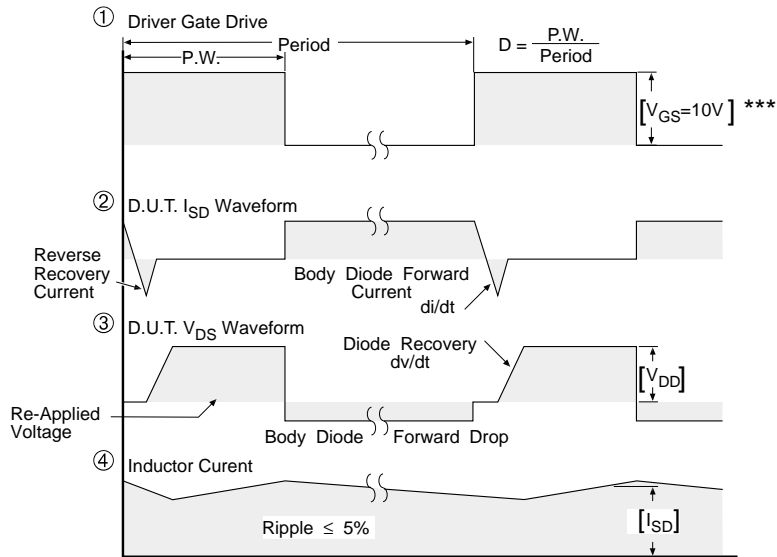 ① Driver Gate Drive
P.W.
Period
D = P.W.
Period
[VGS=10V] ***
② D.U.T. ISD Waveform
Reverse
Recovery
Current
Body Diode Forward
Current
di/dt
③ D.U.T. VDS Waveform
Diode Recovery
dv/dt
[VDD]
Re-Applied
Voltage
Body Diode
Forward Drop
④ Inductor Curent
Ripple ≤ 5%
[ISD]